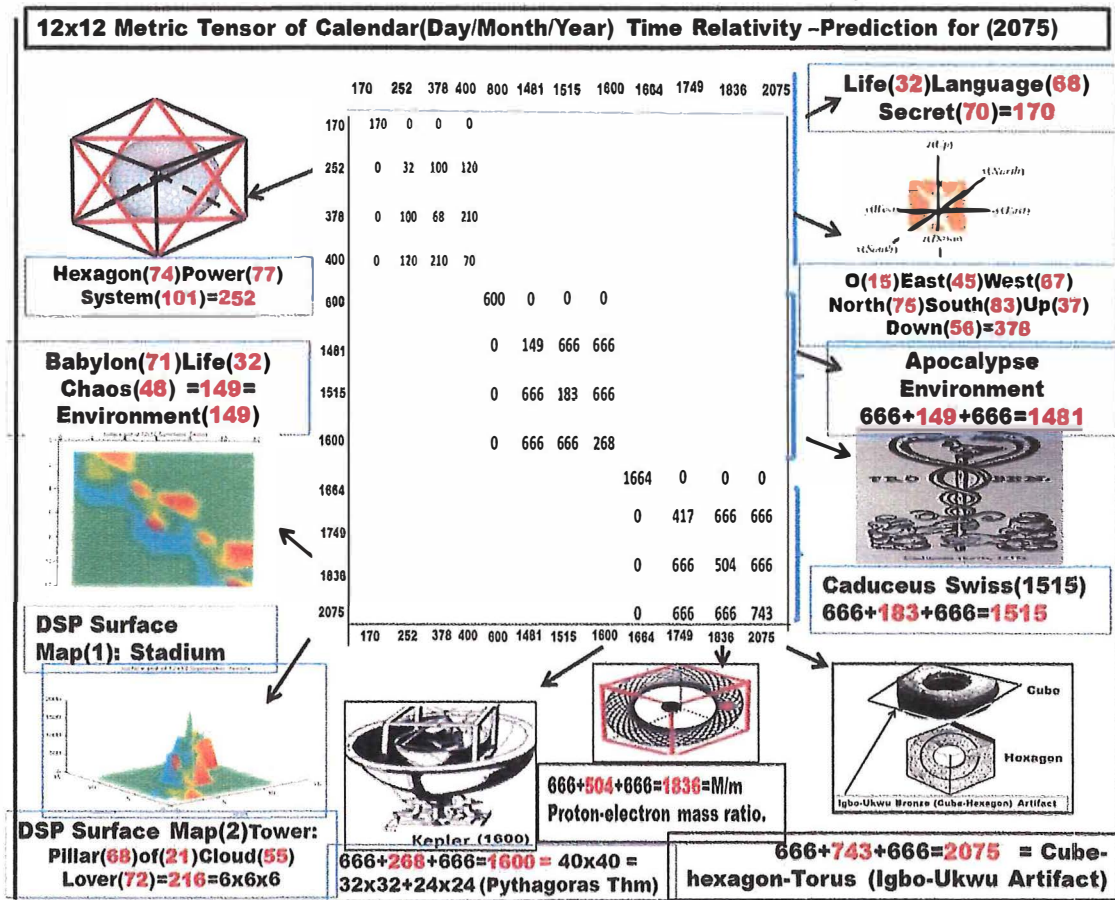 12x12 Metric Tensor of Calendar(Day/Month/Year) Time Relativity –Prediction for (2075)
170 252 378 400 800 1481 1515 1600 1664 1749 1836 2075
170 170 0 0 0
252 0 32 100 120
378 0 100 68 210
400 0 120 210 70
600 600 0 0 0
1481 0 149 666 666
1515 0 666 183 666
1600 0 666 666 268
1664 1664 0 0 0
1749 0 417 666 666
1836 0 666 504 666
2075 0 666 666 743
170 252 378 400 600 1481 1515 1600 1664 1749 1836 2075
Hexagon(74)Power(77)
System(101)=252
Babylon(71)Life(32)
Chaos(48) =149=
Environment(149)
DSP Surface
Map(1): Stadium
DSP Surface Map(2)Tower:
Pillar(68)of(21)Cloud(55)
Lover(72)=216=6x6x6
Life(32)Language(68)
Secret(70)=170
x(North)
y(West)
-y(East)
O(15)East(45)West(67)
North(75)South(83)Up(37)
Down(56)=378
Apocalypse
Environment
666+149+666=1481
Caduceus Swiss(1515)
666+183+666=1515
Kepler (1600)
666+268+666=1600 = 40x40 =
32x32+24x24 (Pythagoras Thm)
666+504+666=1836=M/m
Proton-electron mass ratio.
Cube
Hexagon
Igbo-Ukwu Bronze (Cube-Hexagon) Artifact
666+743+666=2075 = Cube-
hexagon-Torus (Igbo-Ukwu Artifact)